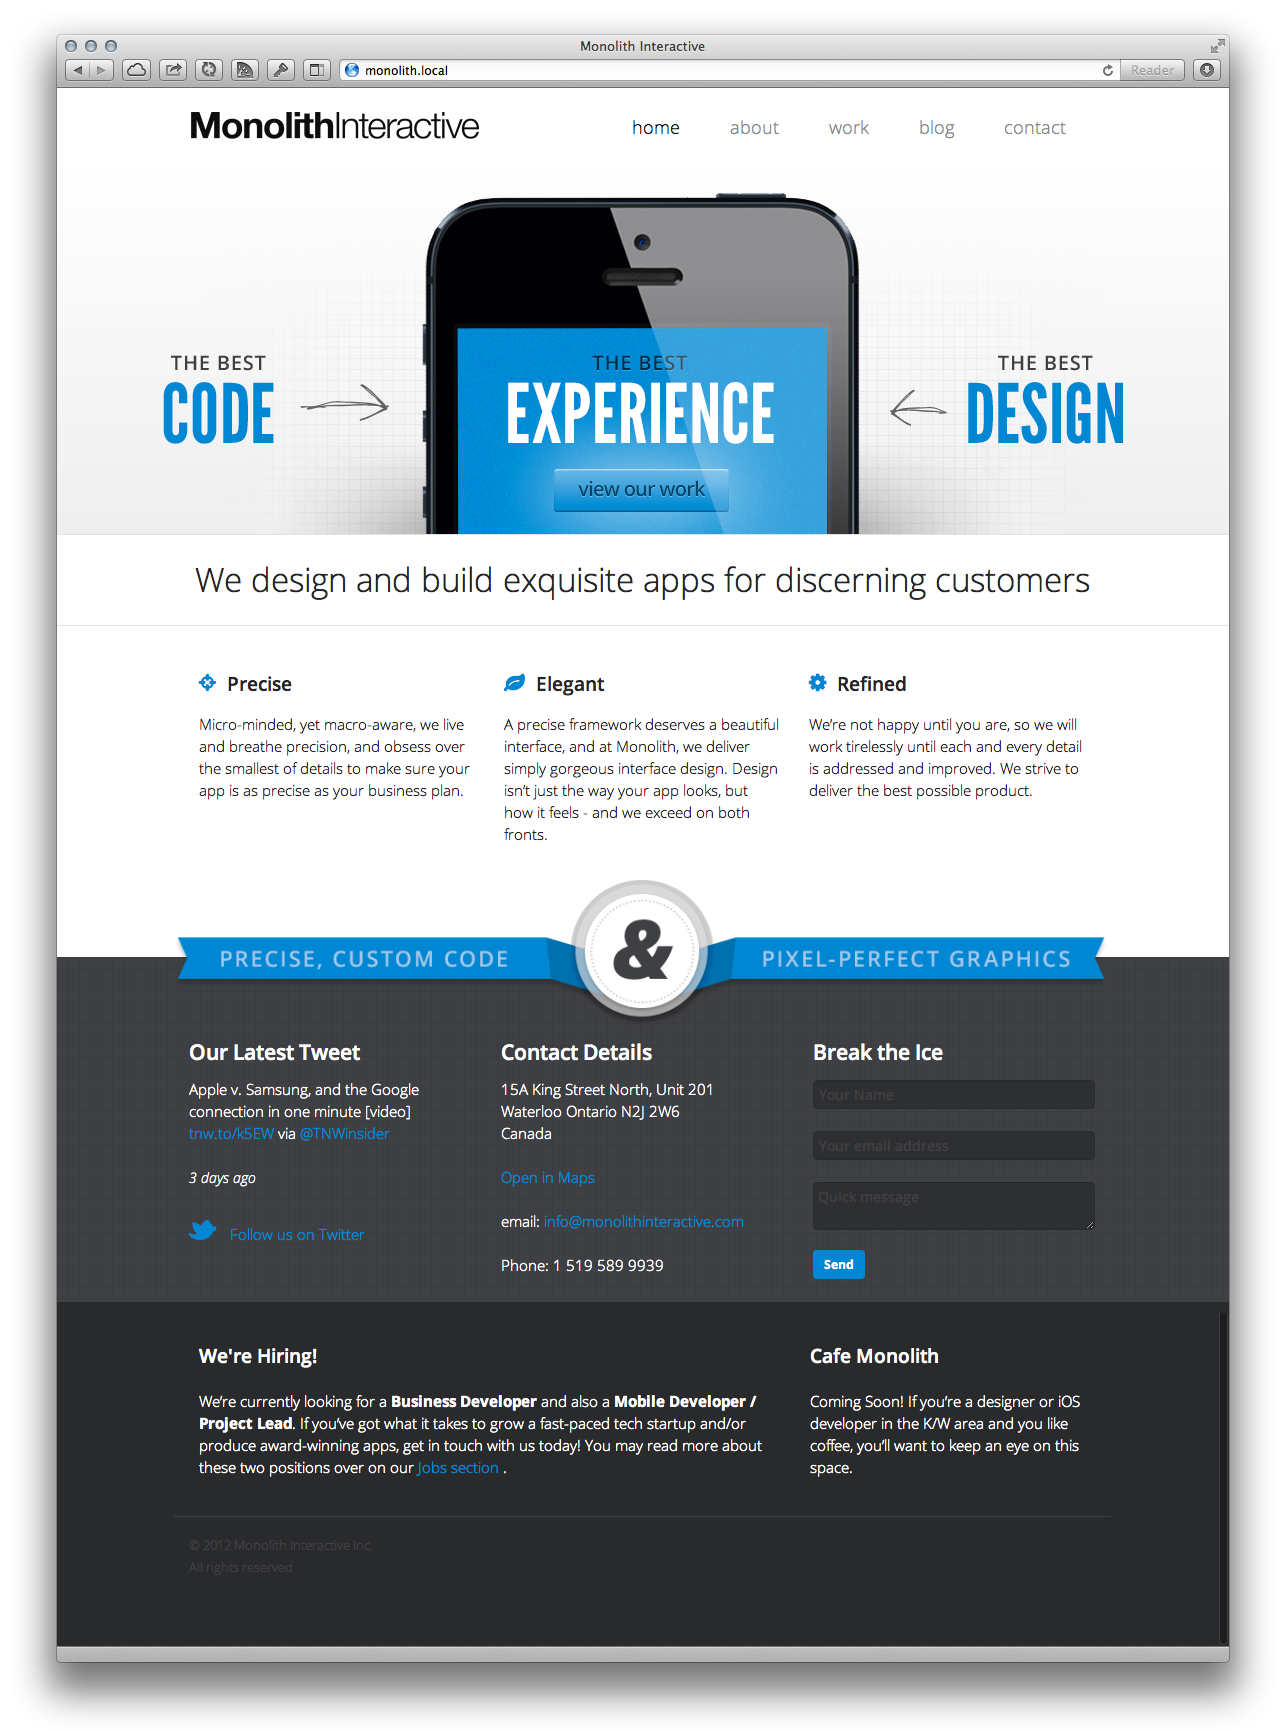 Monolith Interactive
monolith.local
Reader
MonolithInteractive
home
about
work
blog
contact
THE BEST
CODE
THE BEST
EXPERIENCE
view our work
THE BEST
DESIGN
We design and build exquisite apps for discerning customers
Precise
Micro-minded, yet macro-aware, we live
and breathe precision, and obsess over
the smallest of details to make sure your
app is as precise as your business plan.
Elegant
A precise framework deserves a beautiful
interface, and at Monolith, we deliver
simply gorgeous interface design. Design
isn’t just the way your app looks, but
how it feels - and we exceed on both
fronts.
Refined
We’re not happy until you are, so we will
work tirelessly until each and every detail
is addressed and improved. We strive to
deliver the best possible product.
PRECISE, CUSTOM CODE
&
PIXEL-PERFECT GRAPHICS
Our Latest Tweet
Apple v. Samsung, and the Google
connection in one minute [video]
tnw.to/k5EW via @TNWinsider
3 days ago
Follow us on Twitter
Contact Details
15A King Street North, Unit 201
Waterloo Ontario N2J 2W6
Canada
Open in Maps
email: info@monolithinteractive.com
Phone: 1 519 589 9939
Break the Ice
Your Name
Your email address
Quick message
Send
We're Hiring!
We’re currently looking for a Business Developer and also a Mobile Developer /
Project Lead. If you’ve got what it takes to grow a fast-paced tech startup and/or
produce award-winning apps, get in touch with us today! You may read more about
these two positions over on our Jobs section .
Cafe Monolith
Coming Soon! If you’re a designer or iOS
developer in the K/W area and you like
coffee, you’ll want to keep an eye on this
space.
© 2012 Monolith Interactive Inc.
All rights reserved